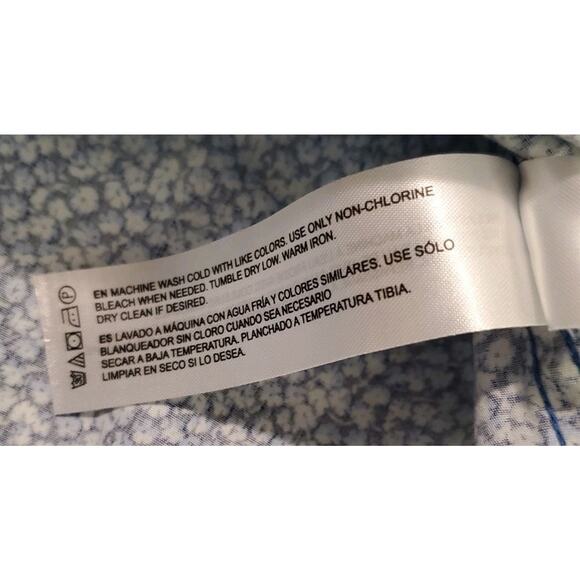 EN MACHINE WASH COLD WITH LIKE COLORS. USE ONLY NON-CHLORINE
BLEACH WHEN NEEDED. TUMBLE DRY LOW. WARM IRON.
DRY CLEAN IF DESIRED.
ES LAVADO A MÁQUINA CON AGUA FRÍA Y COLORES SIMILARES. USE SÓLO
BLANQUEADOR SIN CLORO CUANDO SEA NECESARIO
SECAR A BAJA TEMPERATURA. PLANCHADO A TEMPERATURA TIBIA.
LIMPIAR EN SECO SI LO DESEA.